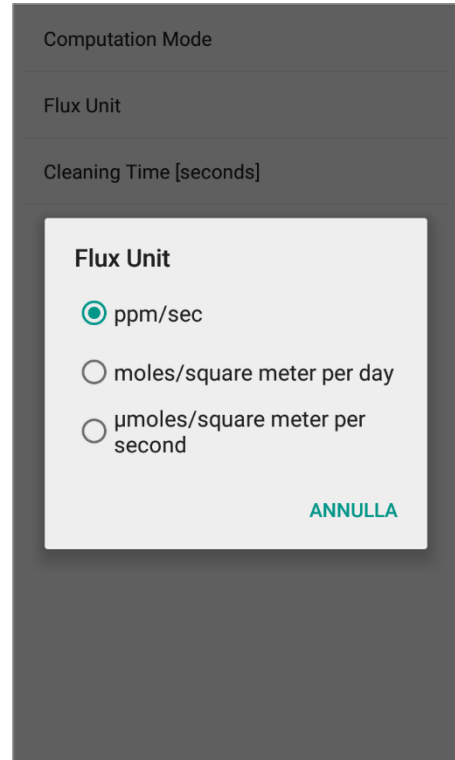 Computation Mode
Flux Unit
Cleaning Time [seconds]
Flux Unit
ppm/sec
moles/square meter per day
µmoles/square meter per
second
ANNULLA